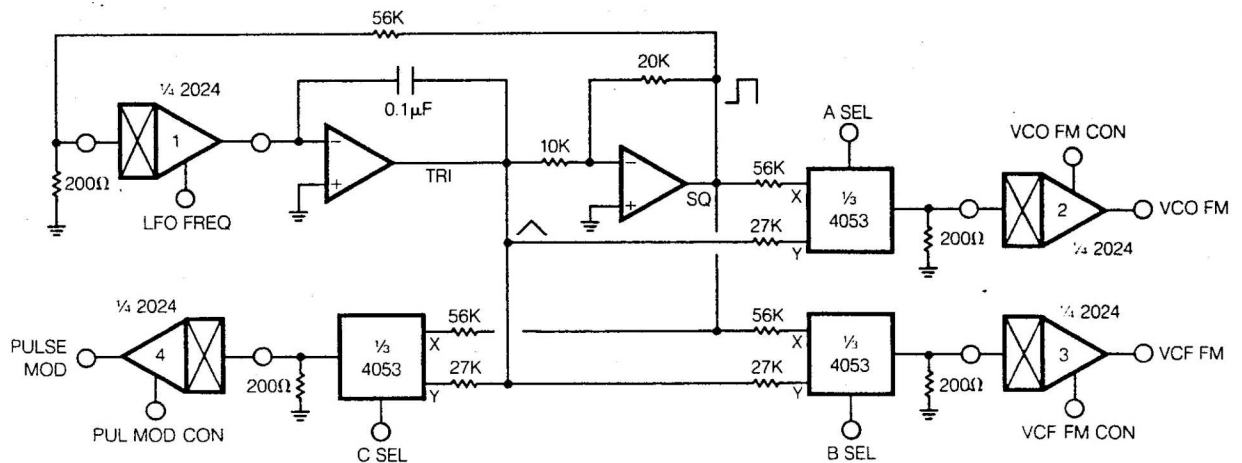 56K
20K
¼ 2024
0.1µF
A SEL
VCO FM CON
1
10K
56K
200Ω
TRI
SQ
X
⅓
4053
2
VCO FM
LFO FREQ
27K
Y
200Ω
¼ 2024
¼ 2024
56K
56K
¼ 2024
PULSE
MOD
4
⅓
4053
X
X
⅓
4053
3
VCF FM
200Ω
27K
Y
27K
Y
200Ω
PUL MOD CON
C SEL
B SEL
VCF FM CON
−
+
−
+